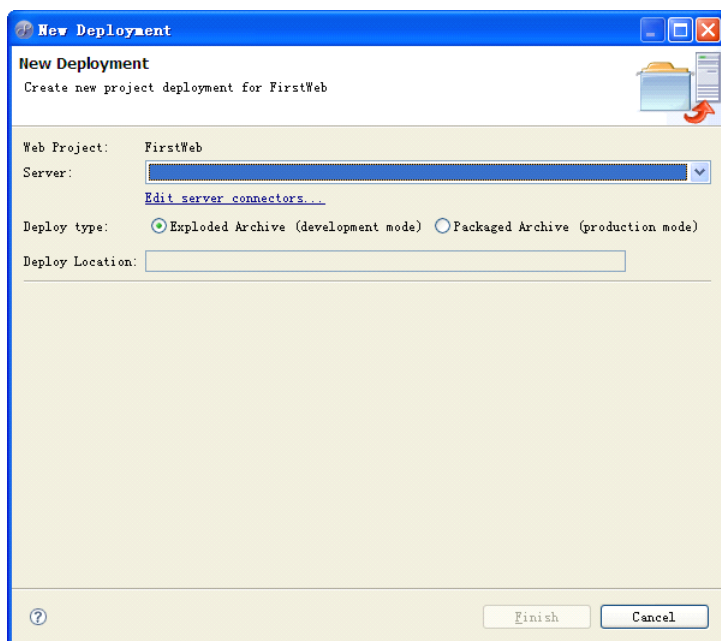 New Deployment
New Deployment
Create new project deployment for FirstWeb
Web Project: FirstWeb
Server:
Edit server connectors...
Deploy type: Exploded Archive (development mode) Packaged Archive (production mode)
Deploy Location:
? Finish Cancel